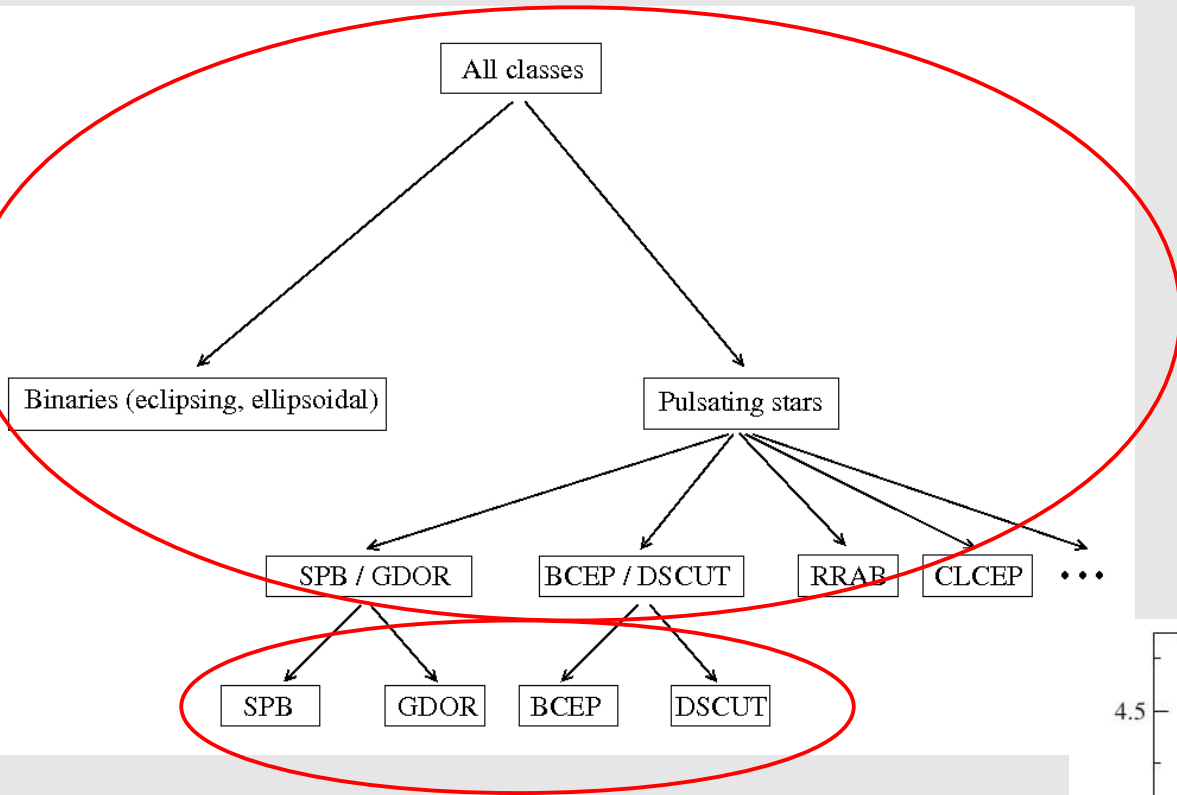 All classes
Binaries (eclipsing, ellipsoidal)
Pulsating stars
SPB / GDOR
BCEP / DSCUT
RRAB
CLCEP
•••
SPB
GDOR
BCEP
DSCUT
4.5